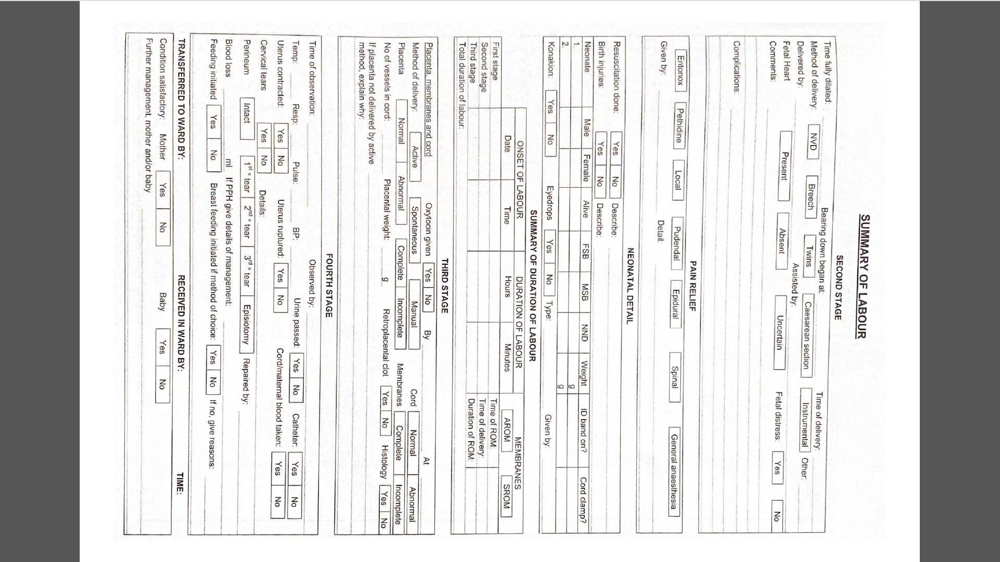 SUMMARY OF LABOUR
SECOND STAGE
Time fully dilated: Bearing down began at: Time of delivery:
Method of delivery: NVD Breech Twins Caesarean section Instrumental Other:
Delivered by: Assisted by:
Fetal Heart Present Absent Uncertain Fetal distress: Yes No
Comments:
Complications:
PAIN RELIEF
Entonox Pethidine Local Pudendal Epidural Spinal General anaesthesia
Given by: Detail:
NEONATAL DETAIL
Resuscitation done: Yes No Describe:
Birth injuries: Yes No Describe:
Neonate Male Female Alive FSB MSB NND Weight ID band on? Cord clamp?
1. g
2. g
Konakion: Yes No Eyedrops Yes No Type: Given by:
SUMMARY OF DURATION OF LABOUR
ONSET OF LABOUR DURATION OF LABOUR MEMBRANES
Date Time Hours Minutes AROM SROM
First stage Time of ROM:
Second stage Time of delivery:
Third stage Duration of ROM:
Total duration of labour:
THIRD STAGE
Placenta, membranes and cord Oxytocin given Yes No By At
Method of delivery: Active Spontaneous Manual Cord Normal Abnormal
Placenta Normal Abnormal Complete Incomplete Membranes Complete Incomplete
No of vessels in cord: Placental weight: g Retroplacental clot Yes No Histology Yes No
If placenta not delivered by active
method, explain why:
FOURTH STAGE
Time of observation: Observed by:
Temp: Resp: Pulse: BP: Urine passed: Yes No Catheter: Yes No
Uterus contracted: Yes No Uterus ruptured: Yes No Cord/maternal blood taken: Yes No
Cervical tears Yes No Details:
Perineum Intact 1st ° tear 2nd ° tear 3rd ° tear Episiotomy Repaired by:
Blood loss ml If PPH give details of management:
Feeding initiated Yes No Breast feeding initiated if method of choice: Yes No If no, give reasons:
TRANSFERRED TO WARD BY: RECEIVED IN WARD BY: TIME:
Condition satisfactory: Mother Yes No Baby Yes No
Further management, mother and/or baby